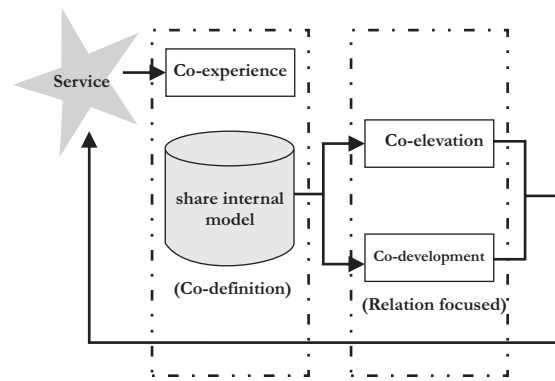 Service
Co-experience
share internal
model
(Co-definition)
Co-elevation
Co-development
(Relation focused)